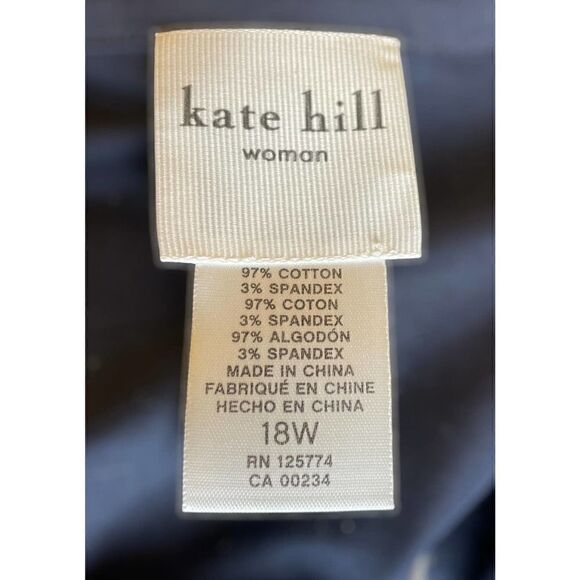 kate hill
woman
97% COTTON
3% SPANDEX
97% COTON
3% SPANDEX
97% ALGODÓN
3% SPANDEX
MADE IN CHINA
FABRIQUÉ EN CHINE
HECHO EN CHINA
18W
RN 125774
CA 00234